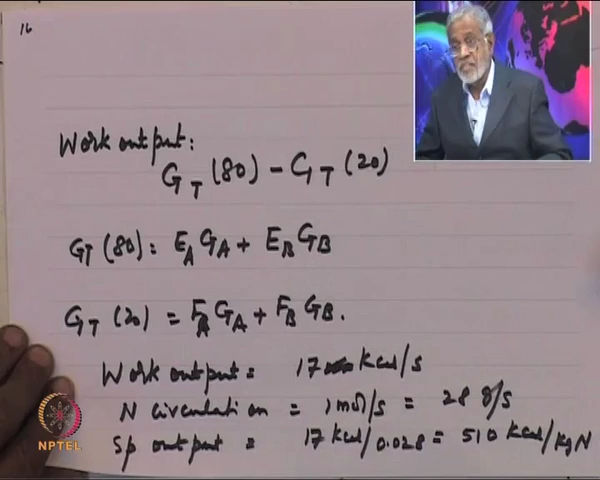 16
Work output:
G_T (80) - G_T (20)
G_T (80) = E_A G_A + E_B G_B
G_T (20) = F_A G_A + F_B G_B.
Work output = 17 kcal/s
N circulation = 1 mol/s = 28 g/s
Sp output = 17 kcal/0.028 = 510 kcal/kg N
NPTEL